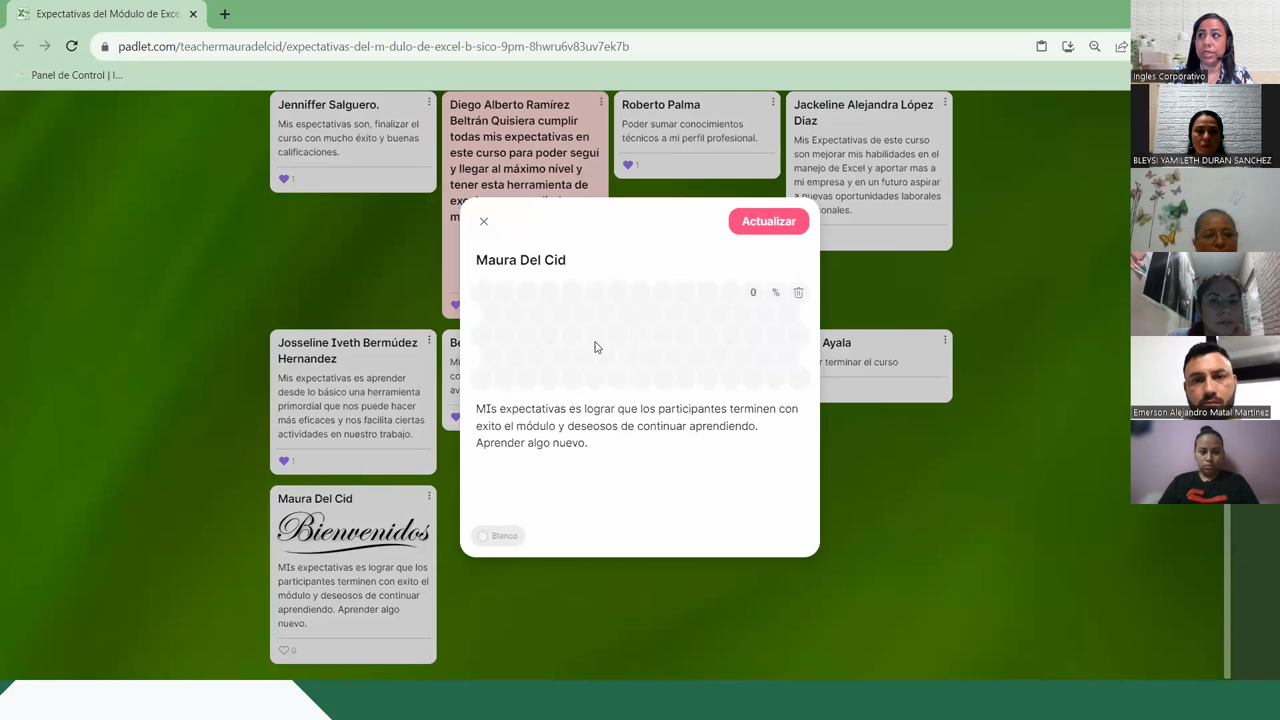 Expectativas del Módulo de Exce
padlet.com/teachermauradelcid/expectativas-del-m-dulo-de-excel-b-sico-9pm-8hwru6v83uv7ek7b
Panel de Control | I...
Jenniffer Salguero.
Mis expectativas son, finalizar el
curso con mucho éxito y buenas
calificaciones.
1
Beltrán Quiero cumplir
todas mis expectativas en
este curso para poder segui
y llegar al máximo nivel y
tener esta herramienta de
Roberto Palma
Poder sumar conocimientos
técnicos a mi perfil profesional.
1
Jackeline Alejandra López
Díaz
Mis Expectativas de este curso
son mejorar mis habilidades en el
manejo de Excel y aportar mas a
mi empresa y en un futuro aspirar
a nuevas oportunidades laborales
Actualizar
Maura Del Cid
0 %
MIs expectativas es lograr que los participantes terminen con
exito el módulo y deseosos de continuar aprendiendo.
Aprender algo nuevo.
Blanco
Josseline Iveth Bermúdez
Hernandez
Mis expectativas es aprender
desde lo básico una herramienta
primordial que nos puede hacer
más eficaces y nos facilita ciertas
actividades en nuestro trabajo.
1
Ayala
terminar el curso
Maura Del Cid
Bienvenidos
MIs expectativas es lograr que los
participantes terminen con exito el
módulo y deseosos de continuar
aprendiendo. Aprender algo
nuevo.
0
Ingles Corporativo
BLEYSI YAMILETH DURAN SANCHEZ
Emerson Alejandro Matal Martinez